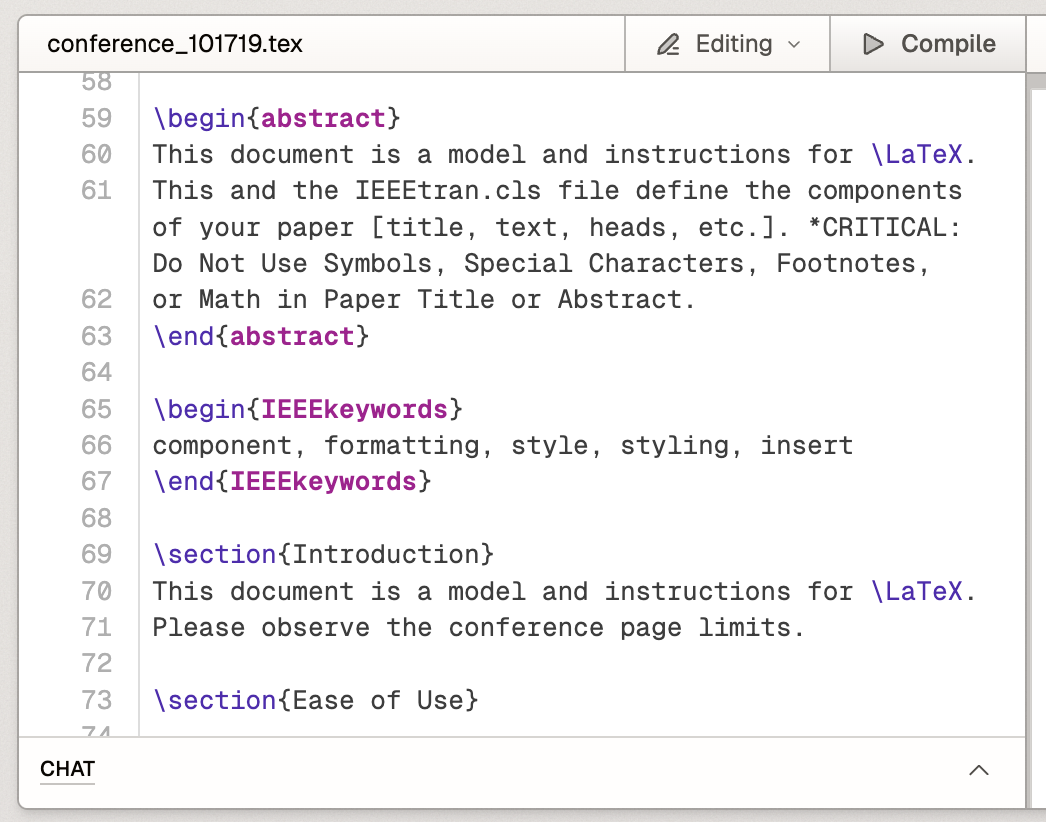 conference_101719.tex
Editing
Compile
58
59 \begin{abstract}
60 This document is a model and instructions for \LaTeX.
61 This and the IEEEtran.cls file define the components
of your paper [title, text, heads, etc.]. *CRITICAL:
Do Not Use Symbols, Special Characters, Footnotes,
62 or Math in Paper Title or Abstract.
63 \end{abstract}
64
65 \begin{IEEEkeywords}
66 component, formatting, style, styling, insert
67 \end{IEEEkeywords}
68
69 \section{Introduction}
70 This document is a model and instructions for \LaTeX.
71 Please observe the conference page limits.
72
73 \section{Ease of Use}
74
CHAT